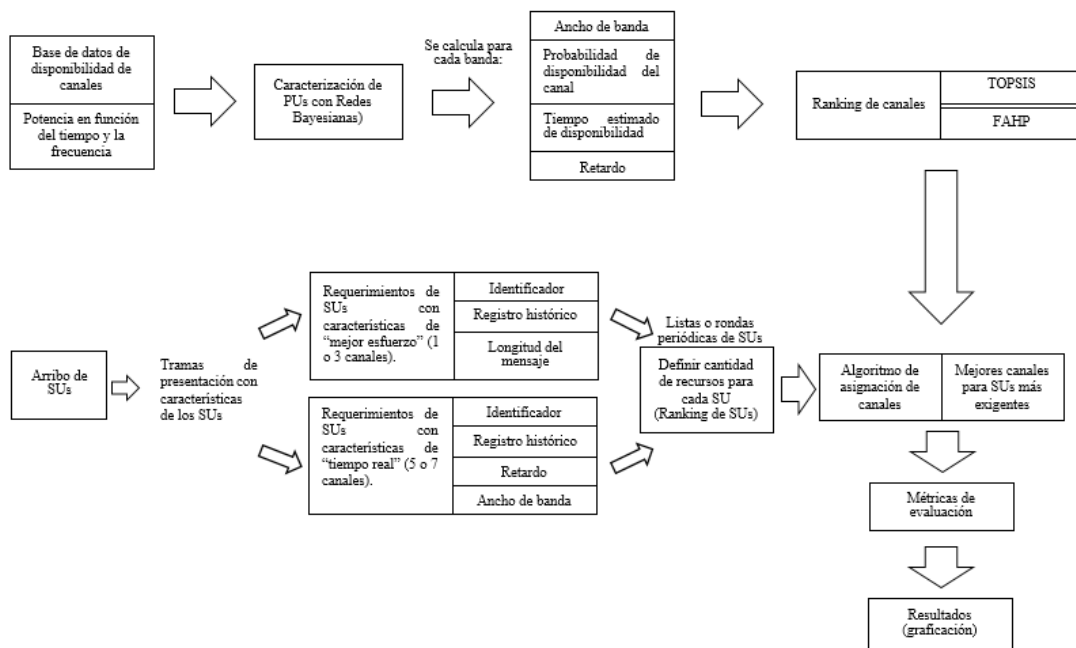 Base de datos de
disponibilidad de
canales
Potencia en función
del tiempo y la
frecuencia
Caracterización de
PUs con Redes
Bayesianas)
Se calcula para
cada banda:
Ancho de banda
Probabilidad de
disponibilidad del
canal
Tiempo estimado
de disponibilidad
Retardo
Ranking de canales
TOPSIS
FAHP
Arribo de
SUs
Tramas de
presentación con
características
de los SUs
Requerimientos de
SUs con
características de
“mejor esfuerzo” (1
o 3 canales).
Identificador
Registro histórico
Longitud del
mensaje
Requerimientos de
SUs con
características de
“tiempo real” (5 o 7
canales).
Identificador
Registro histórico
Retardo
Ancho de banda
Listas o rondas
periódicas de SUs
Definir cantidad
de recursos para
cada SU
(Ranking de SUs)
Algoritmo de
asignación de
canales
Mejores canales
para SUs más
exigentes
Métricas de
evaluación
Resultados
(graficación)